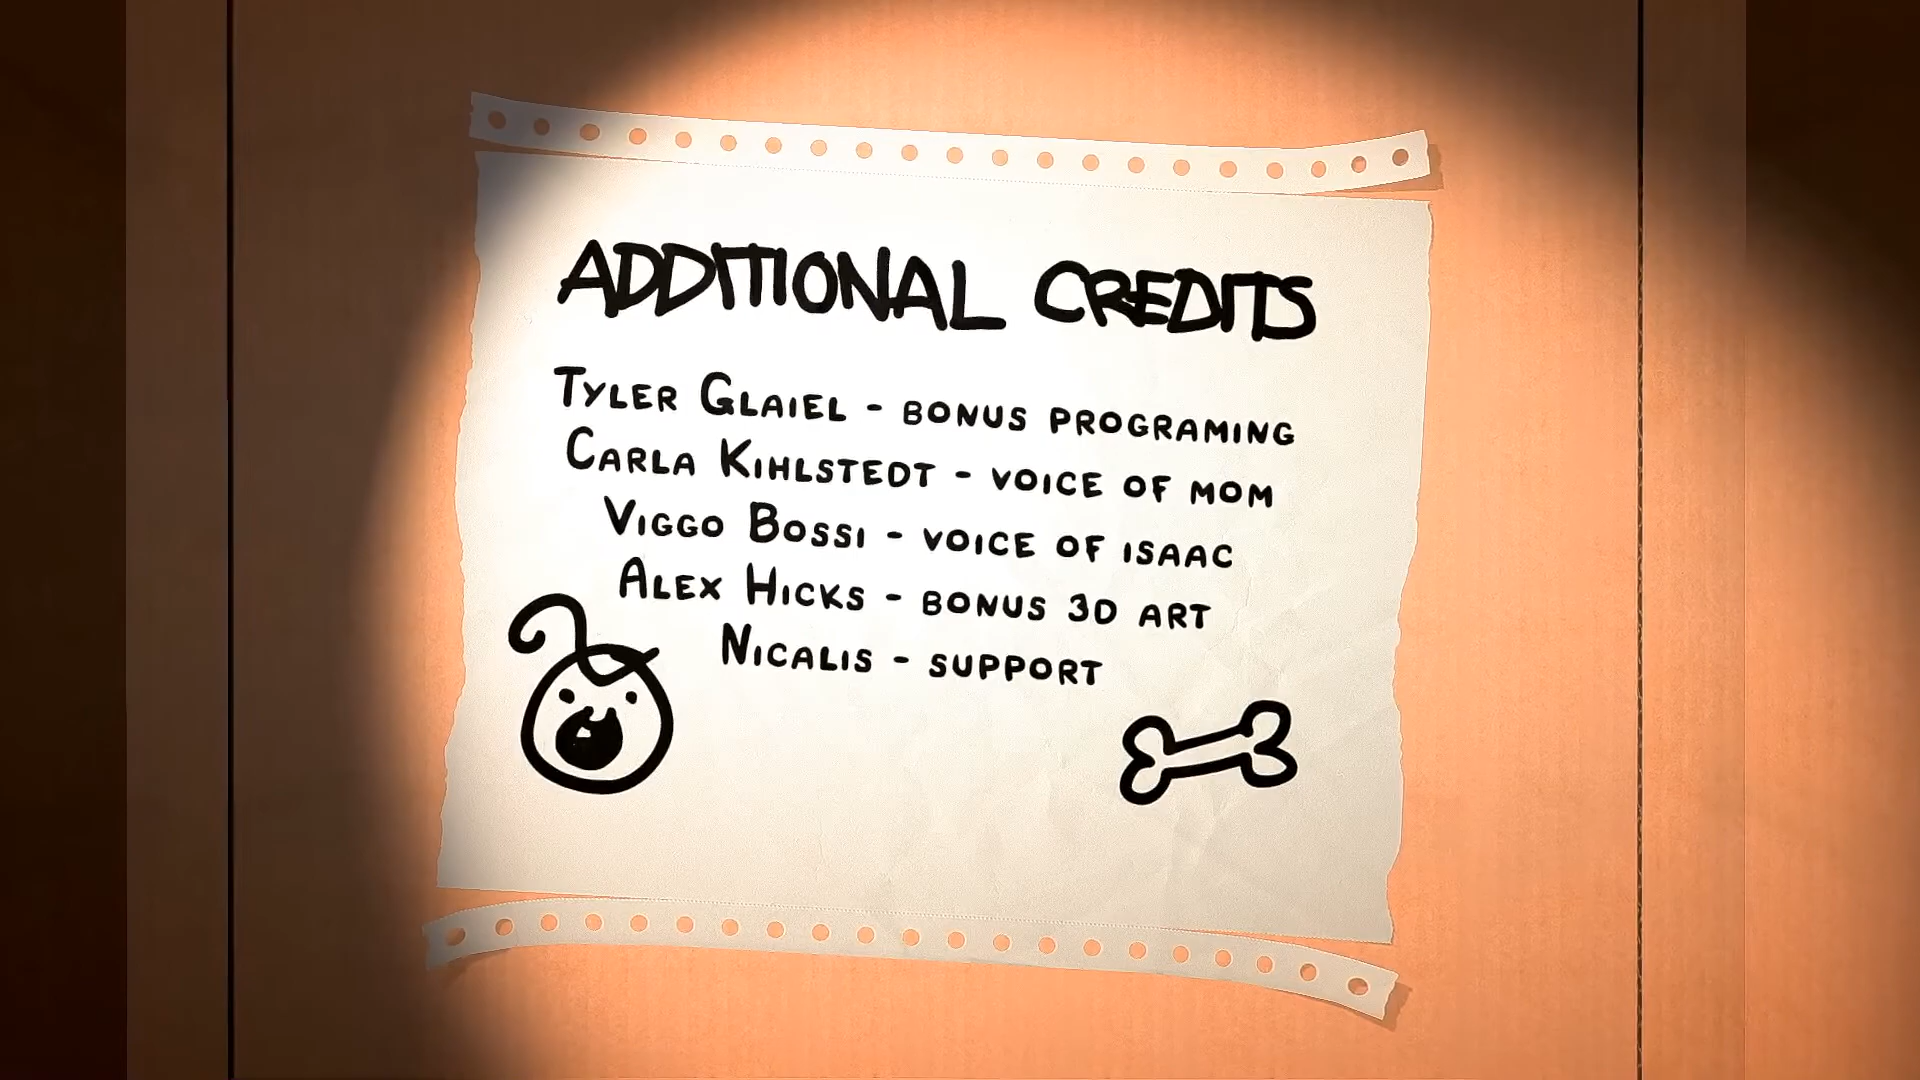 ADDITIONAL CREDITS
TYLER GLAIEL - BONUS PROGRAMING
CARLA KIHLSTEDT - VOICE OF MOM
VIGGO BOSSI - VOICE OF ISAAC
ALEX HICKS - BONUS 3D ART
NICALIS - SUPPORT